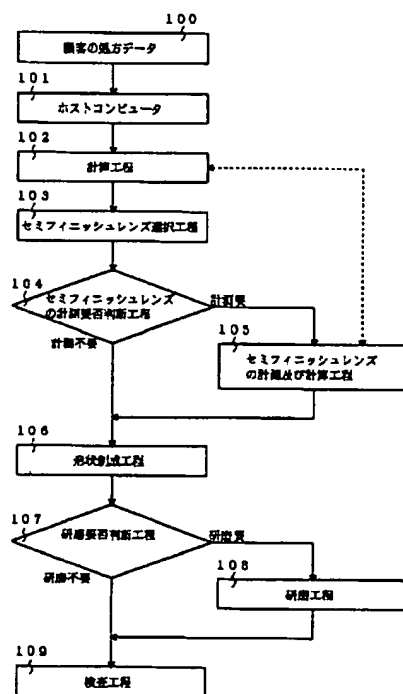 100
顧客の処方データ
101
ホストコンピュータ
102
計算工程
103
セミフィニッシュレンズ選択工程
104
セミフィニッシュレンズ
の計測要否判断工程
計測要
計測不要
105
セミフィニッシュレンズ
の計測及び計算工程
106
形状創成工程
107
研磨要否判断工程
研磨要
研磨不要
108
研磨工程
109
検査工程